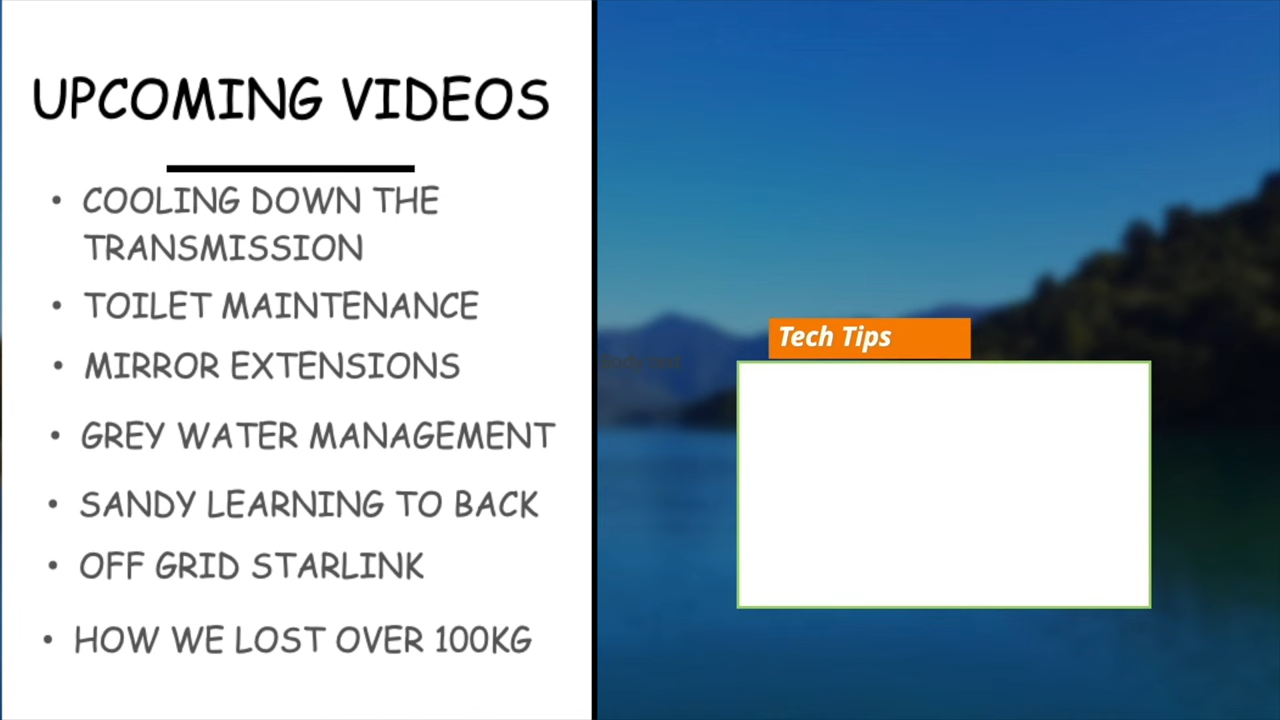 UPCOMING VIDEOS
• COOLING DOWN THE
TRANSMISSION
• TOILET MAINTENANCE
• MIRROR EXTENSIONS
• GREY WATER MANAGEMENT
• SANDY LEARNING TO BACK
• OFF GRID STARLINK
• HOW WE LOST OVER 100KG
Tech Tips